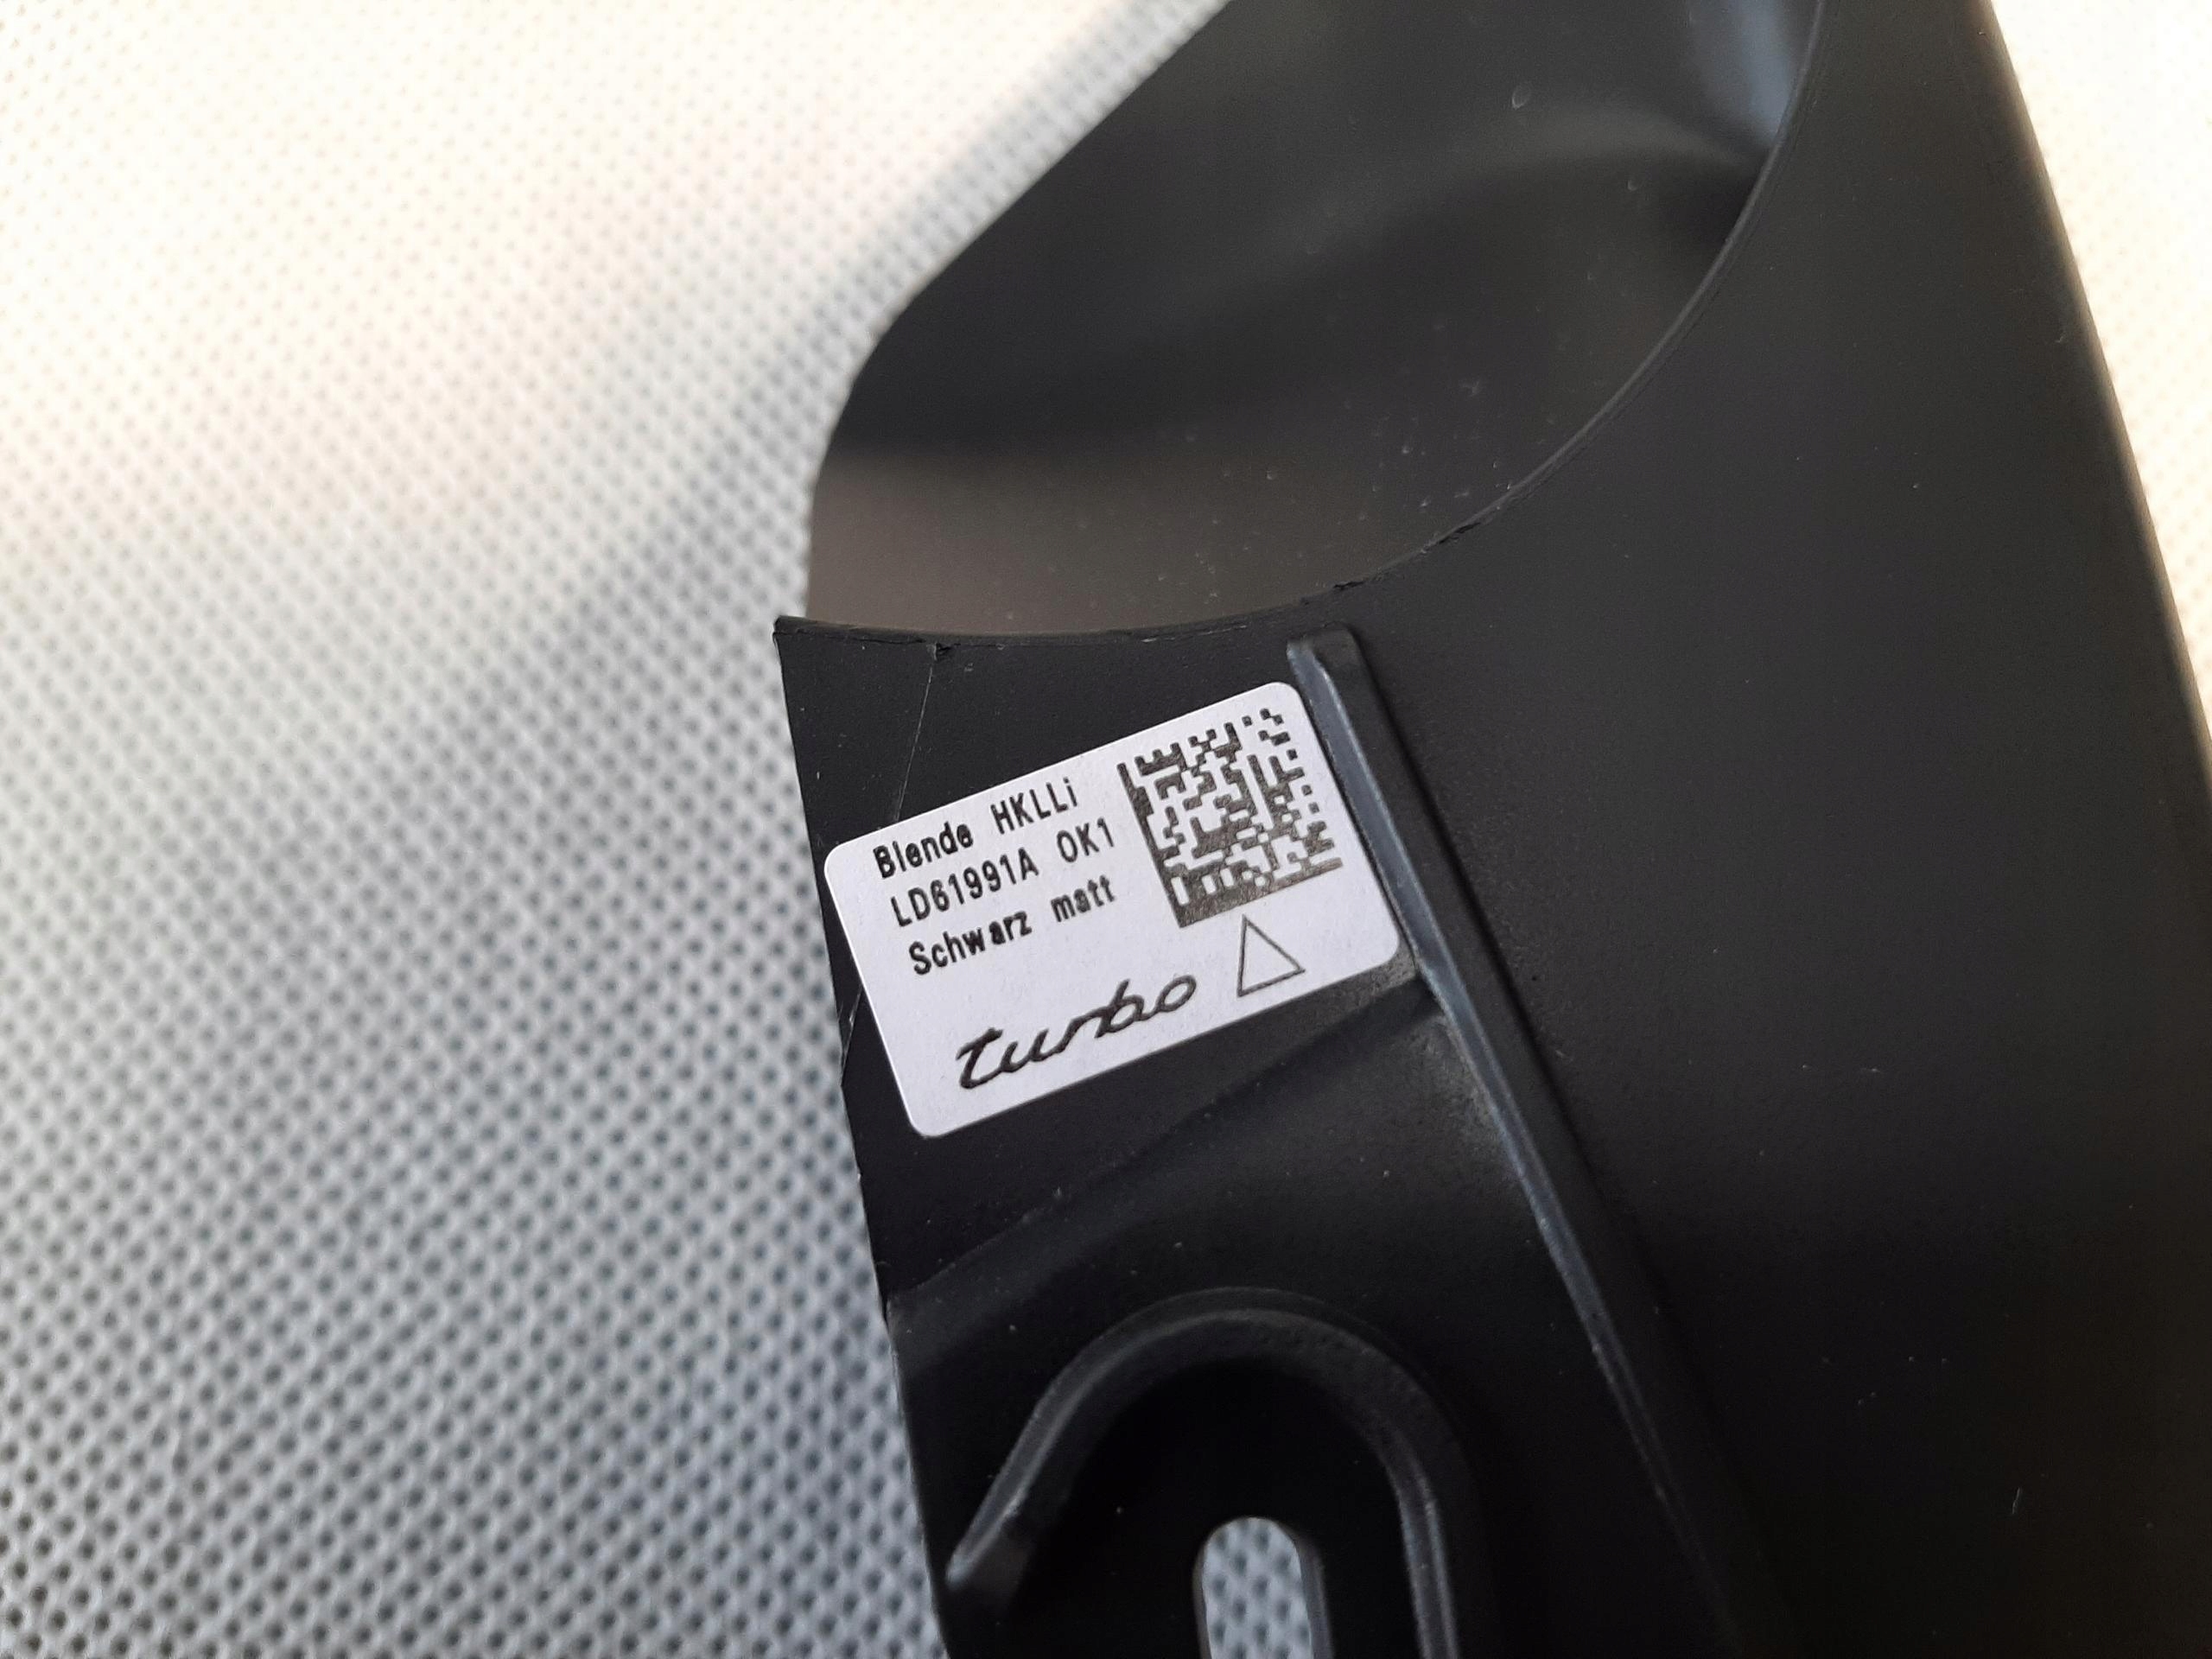 Blende HKLLi
LD61991A OK1
Schwarz matt
turbo